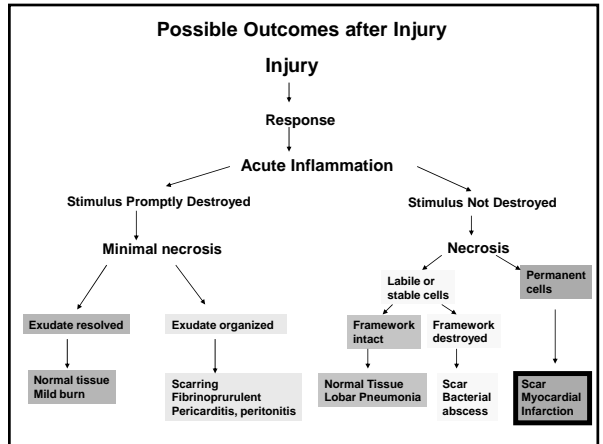 Possible Outcomes after Injury
Injury
Response
Acute Inflammation
Stimulus Promptly Destroyed
Stimulus Not Destroyed
Minimal necrosis
Necrosis
Labile or
stable cells
Permanent
cells
Exudate resolved
Exudate organized
Framework
intact
Framework
destroyed
Normal tissue
Mild burn
Scarring
Fibrinoprurulent
Pericarditis, peritonitis
Normal Tissue
Lobar Pneumonia
Scar
Bacterial
abscess
Scar
Myocardial
Infarction